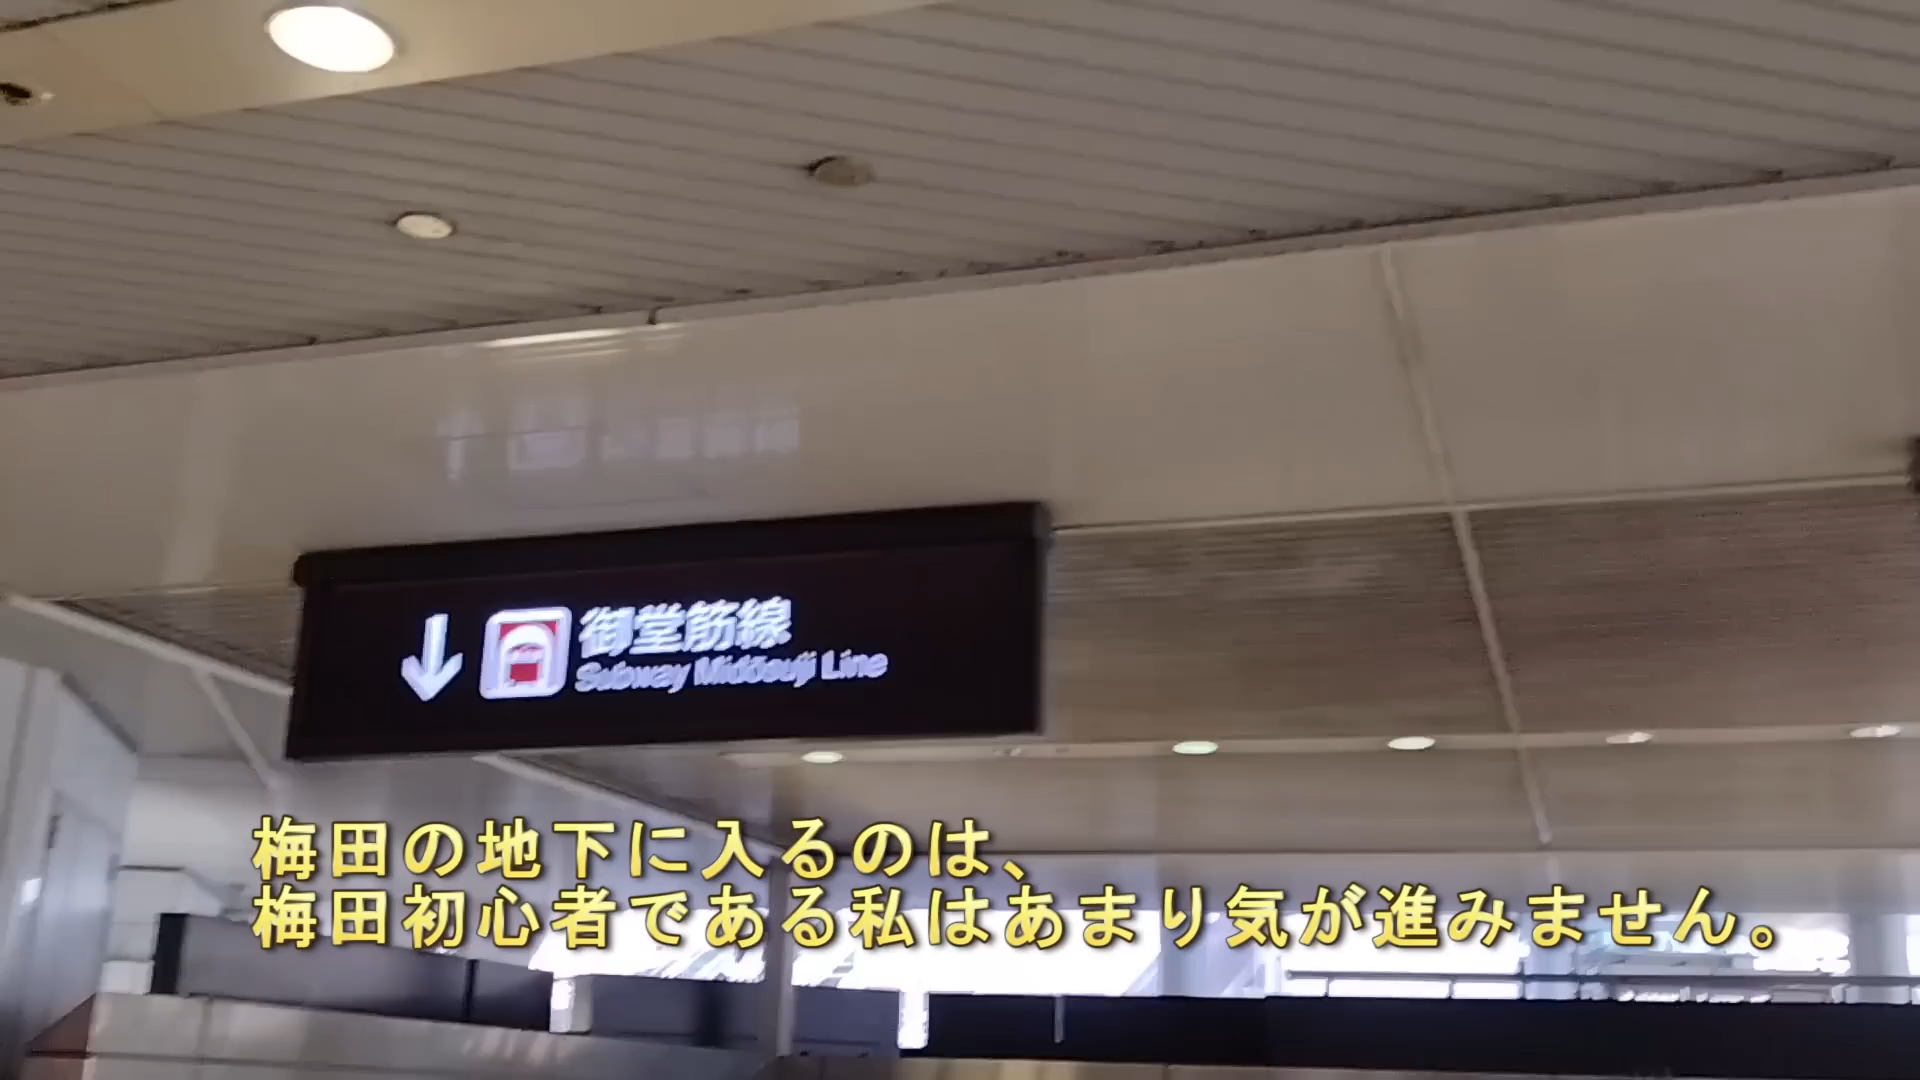 御堂筋線
Subway Midosuji Line
梅田の地下に入るのは、
梅田初心者である私はあまり気が進みません。